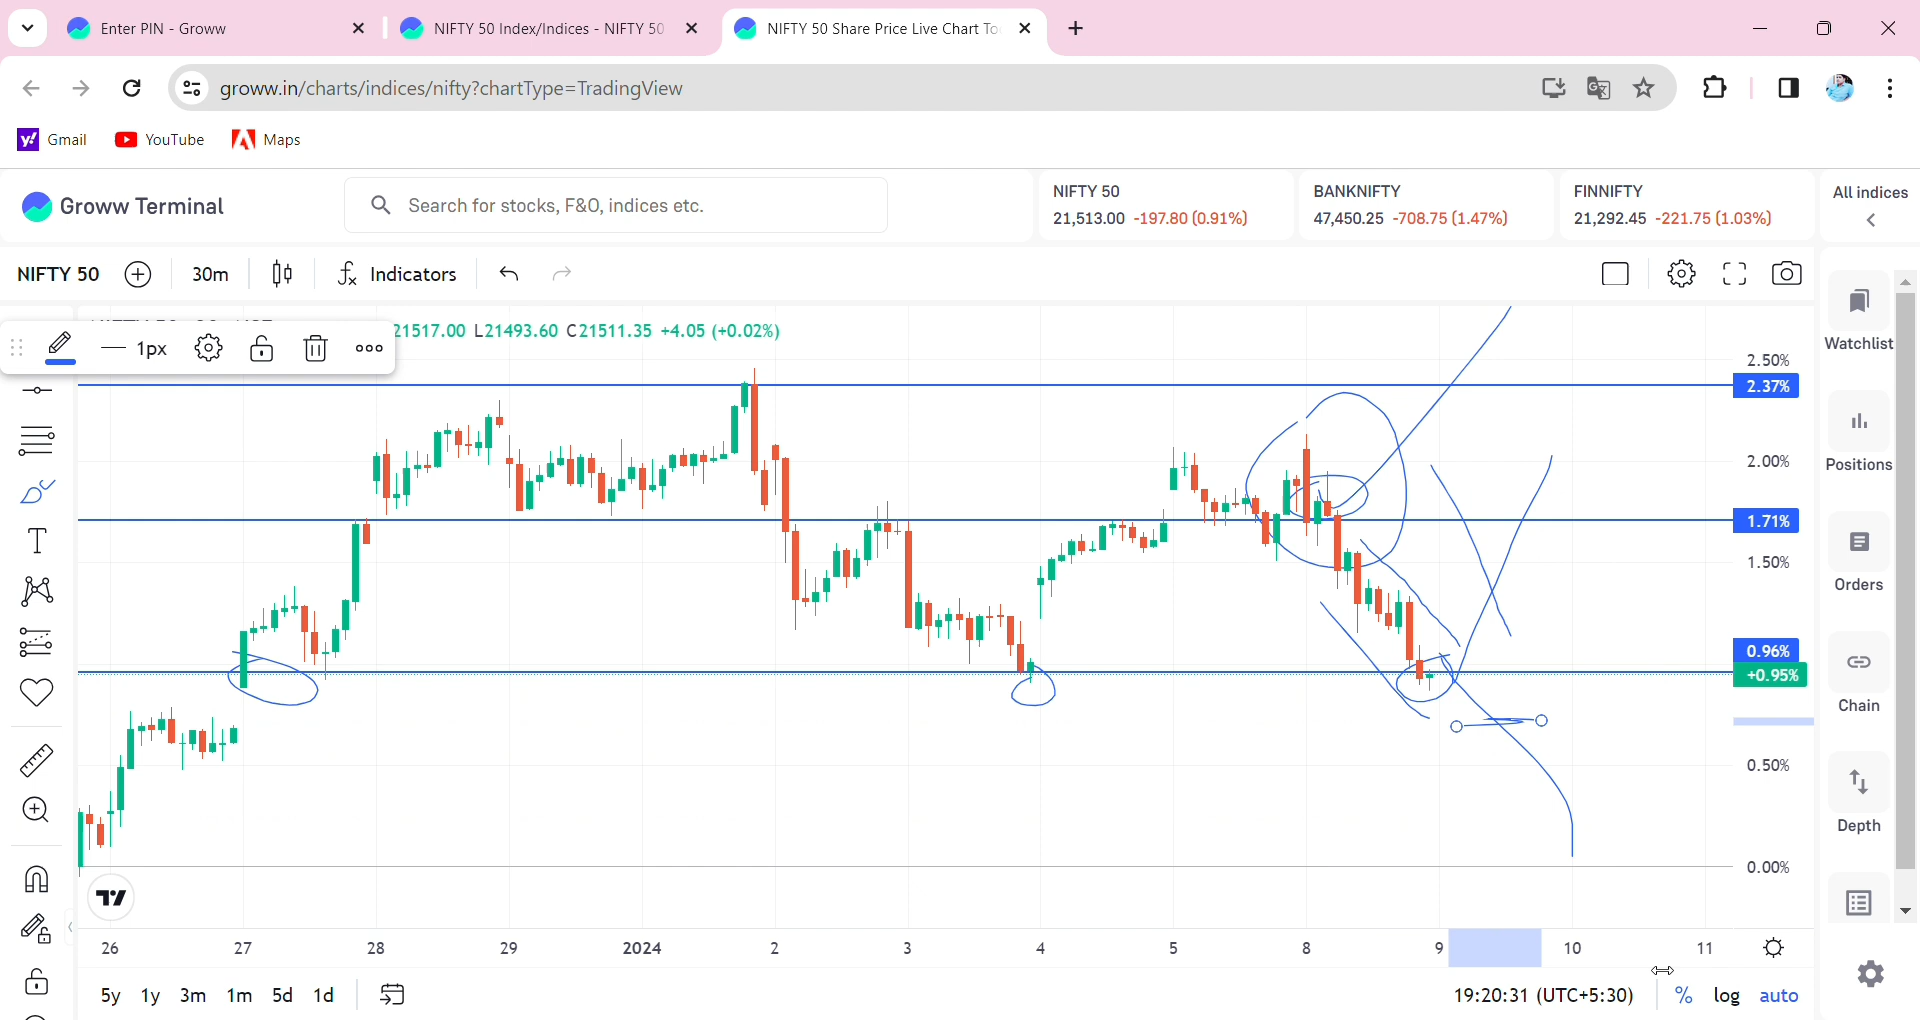 Enter PIN - Groww
NIFTY 50 Index/Indices - NIFTY 50
NIFTY 50 Share Price Live Chart To
groww.in/charts/indices/nifty?chartType=TradingView
Gmail
YouTube
Maps
Groww Terminal
Search for stocks, F&O, indices etc.
NIFTY 50
21,513.00 -197.80 (0.91%)
BANKNIFTY
47,450.25 -708.75 (1.47%)
FINNIFTY
21,292.45 -221.75 (1.03%)
All indices
NIFTY 50
30m
Indicators
1px
21517.00 L21493.60 C21511.35 +4.05 (+0.02%)
2.50%
2.37%
2.00%
1.71%
1.50%
0.96%
+0.95%
0.50%
0.00%
Watchlist
Positions
Orders
Chain
Depth
26 27 28 29 2024 2 3 4 5 8 9 10 11
5y 1y 3m 1m 5d 1d
19:20:31 (UTC+5:30)
% log auto